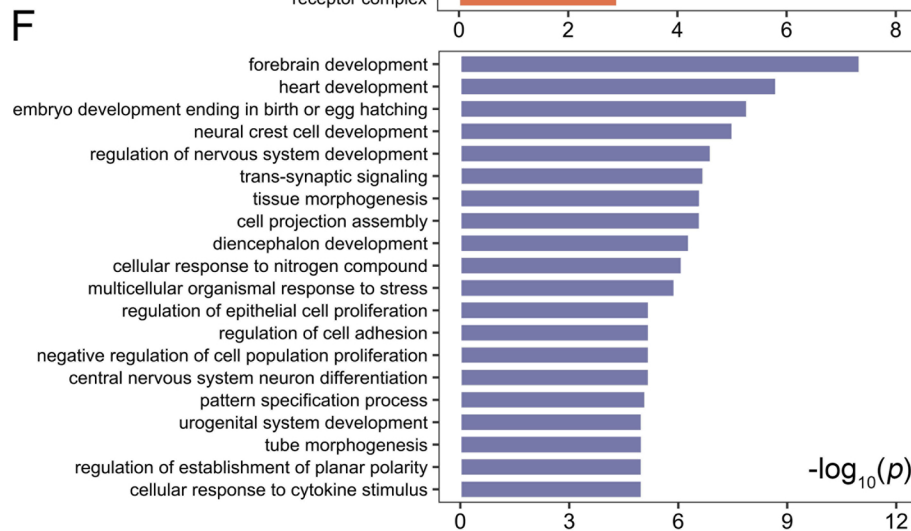 receptor complex
0 2 4 6 8
F
forebrain development
heart development
embryo development ending in birth or egg hatching
neural crest cell development
regulation of nervous system development
trans-synaptic signaling
tissue morphogenesis
cell projection assembly
diencephalon development
cellular response to nitrogen compound
multicellular organismal response to stress
regulation of epithelial cell proliferation
regulation of cell adhesion
negative regulation of cell population proliferation
central nervous system neuron differentiation
pattern specification process
urogenital system development
tube morphogenesis
regulation of establishment of planar polarity
cellular response to cytokine stimulus
-log10(p)
0 3 6 9 12